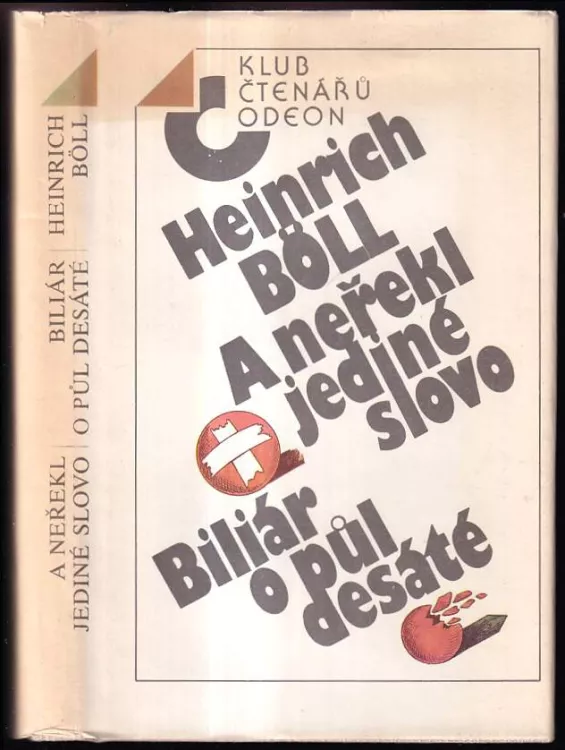 KLUB
ČTENÁŘŮ
ODEON
Heinrich
BÖLL
A neřekl
jediné
slovo
Biliár
o půl
desáté
HEINRICH
BÖLL
BILIÁR
O PŮL DESÁTÉ
A NEŘEKL
JEDINÉ SLOVO